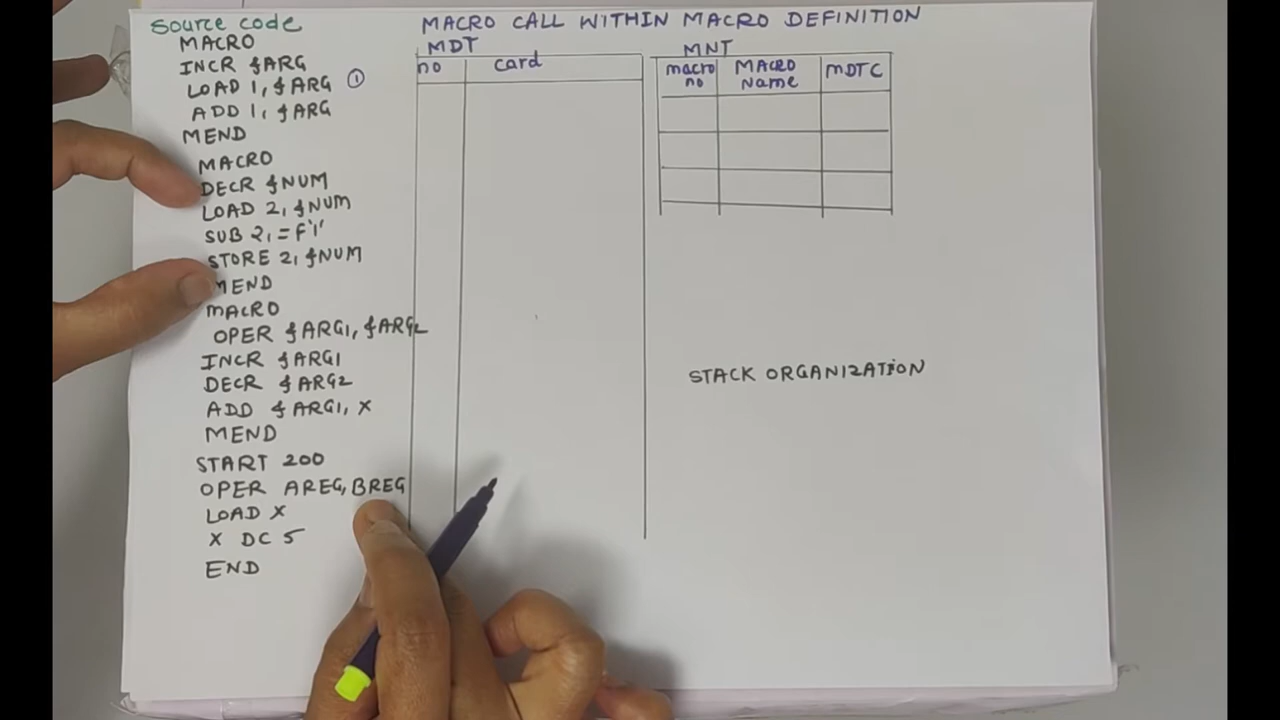 Source code
MACRO
INCR &ARG
LOAD 1, &ARG ①
ADD 1, &ARG
MEND
MACRO
DECR &NUM
LOAD 2, &NUM
SUB 2, =F'1'
STORE 2, &NUM
MEND
MACRO
OPER &ARG1, &ARG2
INCR &ARG1
DECR &ARG2
ADD &ARG1, X
MEND
START 200
OPER AREG, BREG
LOAD X
X DC 5
END
MACRO CALL WITHIN MACRO DEFINITION
MDT
no card
MNT
macro no MACRO Name MDTC
STACK ORGANIZATION